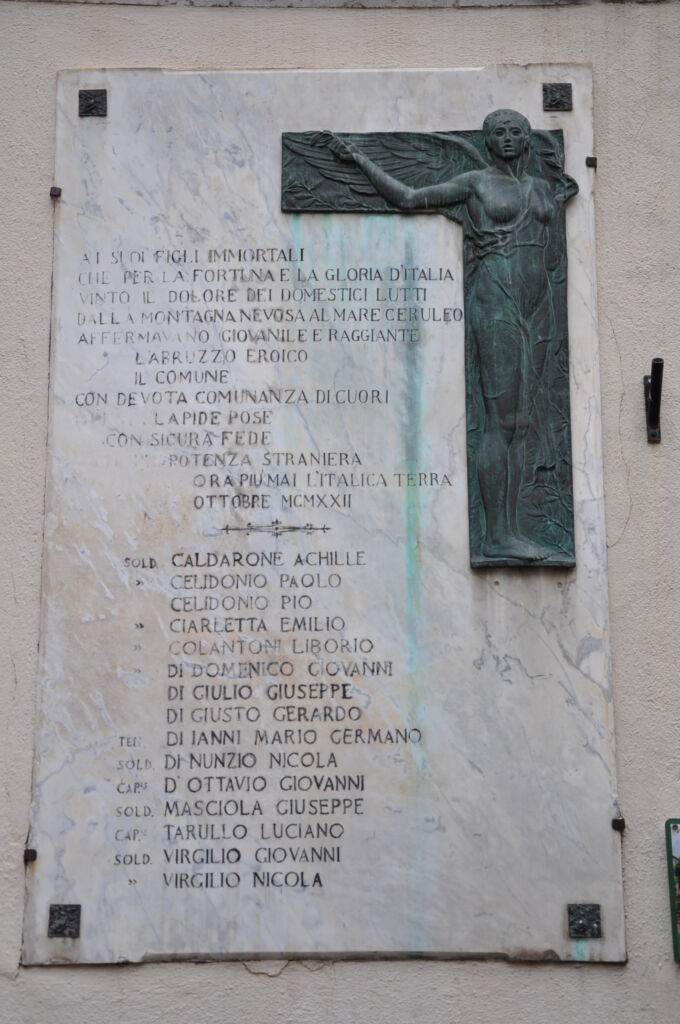 AI SUOI FIGLI IMMORTALI
CHE PER LA FORTUNA E LA GLORIA D'ITALIA
VINTO IL DOLORE DEI DOMESTICI LUTTI
DALLA MONTAGNA NEVOSA AL MARE CERULEO
AFFERMAVANO GIOVANILE E RAGGIANTE
L'ABRUZZO EROICO
IL COMUNE
CON DEVOTA COMUNANZA DI CUORI
LAPIDE POSE
CON SICURA FEDE
POTENZA STRANIERA
ORA PIU MAI L'ITALICA TERRA
OTTOBRE MCMXXII
SOLD. CALDARONE ACHILLE
» CELIDONIO PAOLO
CELIDONIO PIO
» CIARLETTA EMILIO
» COLANTONI LIBORIO
» DI DOMENICO GIOVANNI
DI GIULIO GIUSEPPE
DI GIUSTO GERARDO
TEN. DI IANNI MARIO GERMANO
SOLD. DI NUNZIO NICOLA
CAP. D'OTTAVIO GIOVANNI
SOLD. MASCIOLA GIUSEPPE
CAP. TARULLO LUCIANO
SOLD. VIRGILIO GIOVANNI
» VIRGILIO NICOLA